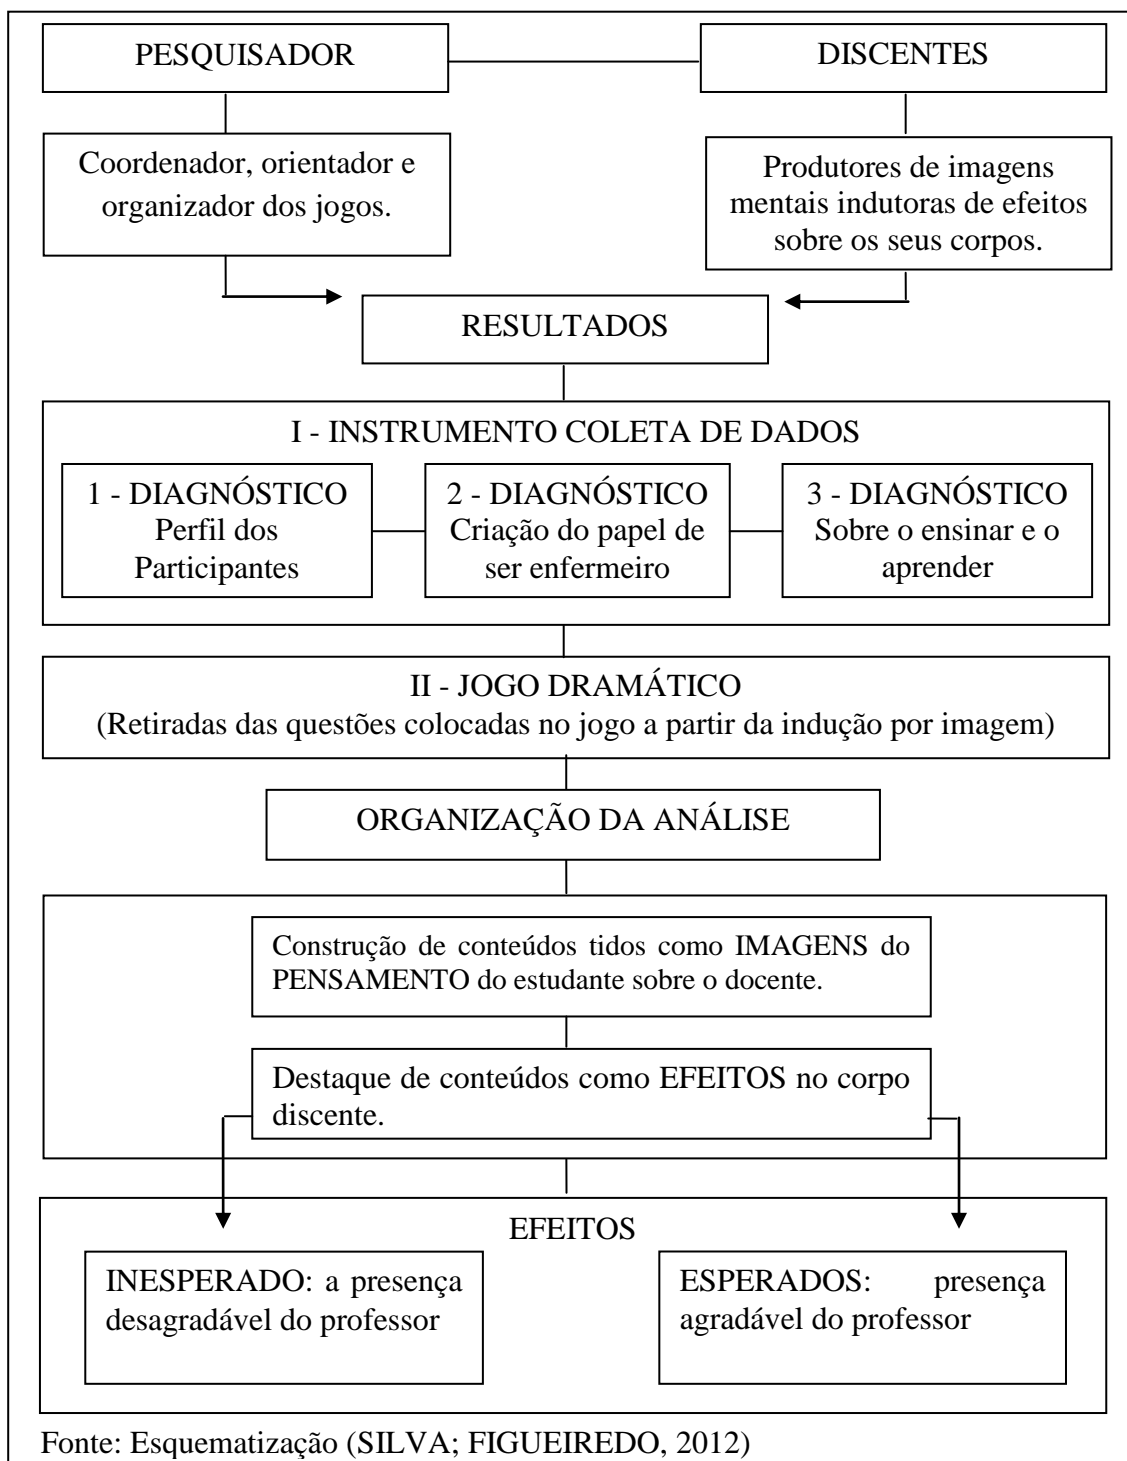 PESQUISADOR
DISCENTES
Coordenador, orientador e
organizador dos jogos.
Produtores de imagens
mentais indutoras de efeitos
sobre os seus corpos.
RESULTADOS
I - INSTRUMENTO COLETA DE DADOS
1 - DIAGNÓSTICO
Perfil dos
Participantes
2 - DIAGNÓSTICO
Criação do papel de
ser enfermeiro
3 - DIAGNÓSTICO
Sobre o ensinar e o
aprender
II - JOGO DRAMÁTICO
(Retiradas das questões colocadas no jogo a partir da indução por imagem)
ORGANIZAÇÃO DA ANÁLISE
Construção de conteúdos tidos como IMAGENS do
PENSAMENTO do estudante sobre o docente.
Destaque de conteúdos como EFEITOS no corpo
discente.
EFEITOS
INESPERADO: a presença
desagradável do professor
ESPERADOS: presença
agradável do professor
Fonte: Esquematização (SILVA; FIGUEIREDO, 2012)